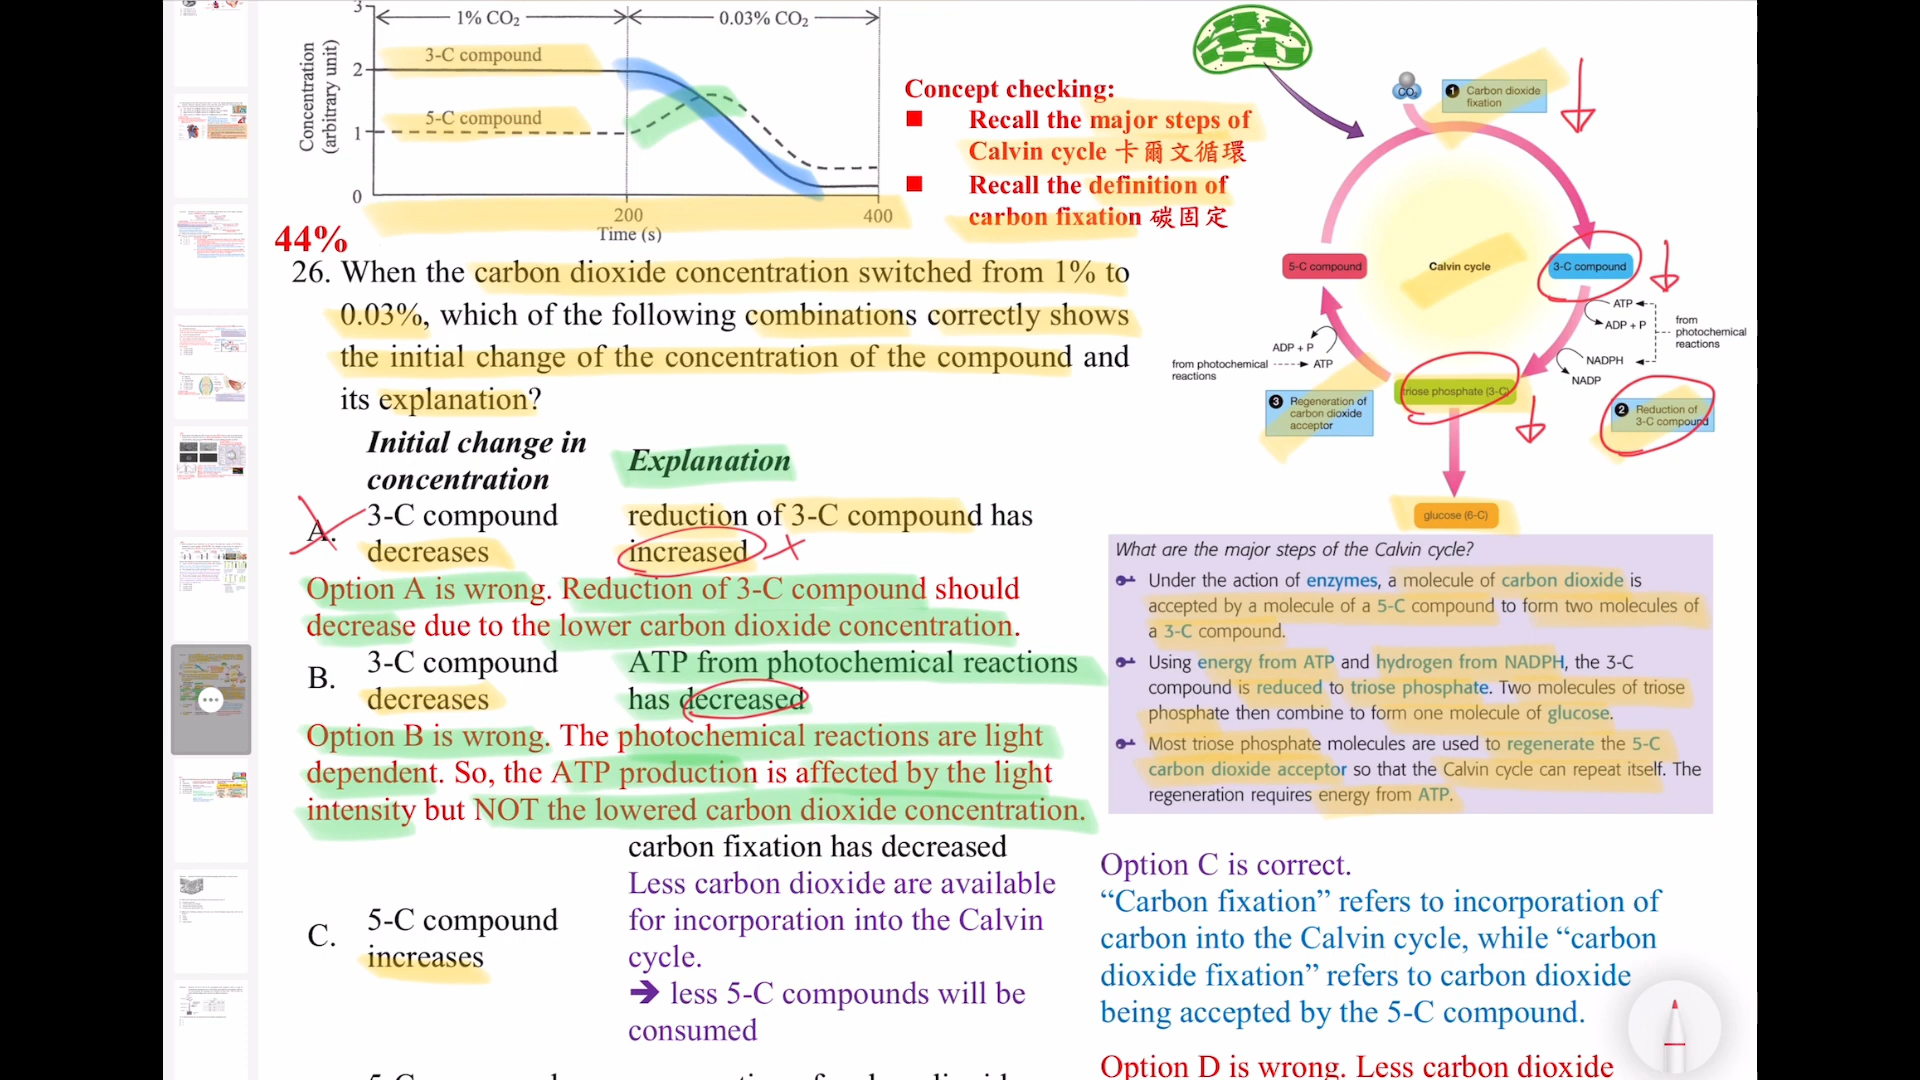 3
1% CO₂
0.03% CO₂
Concentration
(arbitrary unit)
3-C compound
2
5-C compound
1
0
200
400
Time (s)
44%
Concept checking:
Recall the major steps of
Calvin cycle 卡爾文循環
Recall the definition of
carbon fixation 碳固定
CO₂
1 Carbon dioxide
fixation
5-C compound
Calvin cycle
3-C compound
ATP
ADP + P
from
photochemical
reactions
NADPH
NADP
ADP + P
from photochemical
reactions
ATP
triose phosphate (3-C)
3 Regeneration of
carbon dioxide
acceptor
2 Reduction of
3-C compound
glucose (6-C)
26. When the carbon dioxide concentration switched from 1% to
0.03%, which of the following combinations correctly shows
the initial change of the concentration of the compound and
its explanation?
Initial change in
concentration
Explanation
A.
3-C compound
decreases
reduction of 3-C compound has
increased
Option A is wrong. Reduction of 3-C compound should
decrease due to the lower carbon dioxide concentration.
B.
3-C compound
decreases
ATP from photochemical reactions
has decreased
Option B is wrong. The photochemical reactions are light
dependent. So, the ATP production is affected by the light
intensity but NOT the lowered carbon dioxide concentration.
C.
5-C compound
increases
carbon fixation has decreased
Less carbon dioxide are available
for incorporation into the Calvin
cycle.
➔ less 5-C compounds will be
consumed
What are the major steps of the Calvin cycle?
Under the action of enzymes, a molecule of carbon dioxide is
accepted by a molecule of a 5-C compound to form two molecules of
a 3-C compound.
Using energy from ATP and hydrogen from NADPH, the 3-C
compound is reduced to triose phosphate. Two molecules of triose
phosphate then combine to form one molecule of glucose.
Most triose phosphate molecules are used to regenerate the 5-C
carbon dioxide acceptor so that the Calvin cycle can repeat itself. The
regeneration requires energy from ATP.
Option C is correct.
“Carbon fixation” refers to incorporation of
carbon into the Calvin cycle, while “carbon
dioxide fixation” refers to carbon dioxide
being accepted by the 5-C compound.
Option D is wrong. Less carbon dioxide